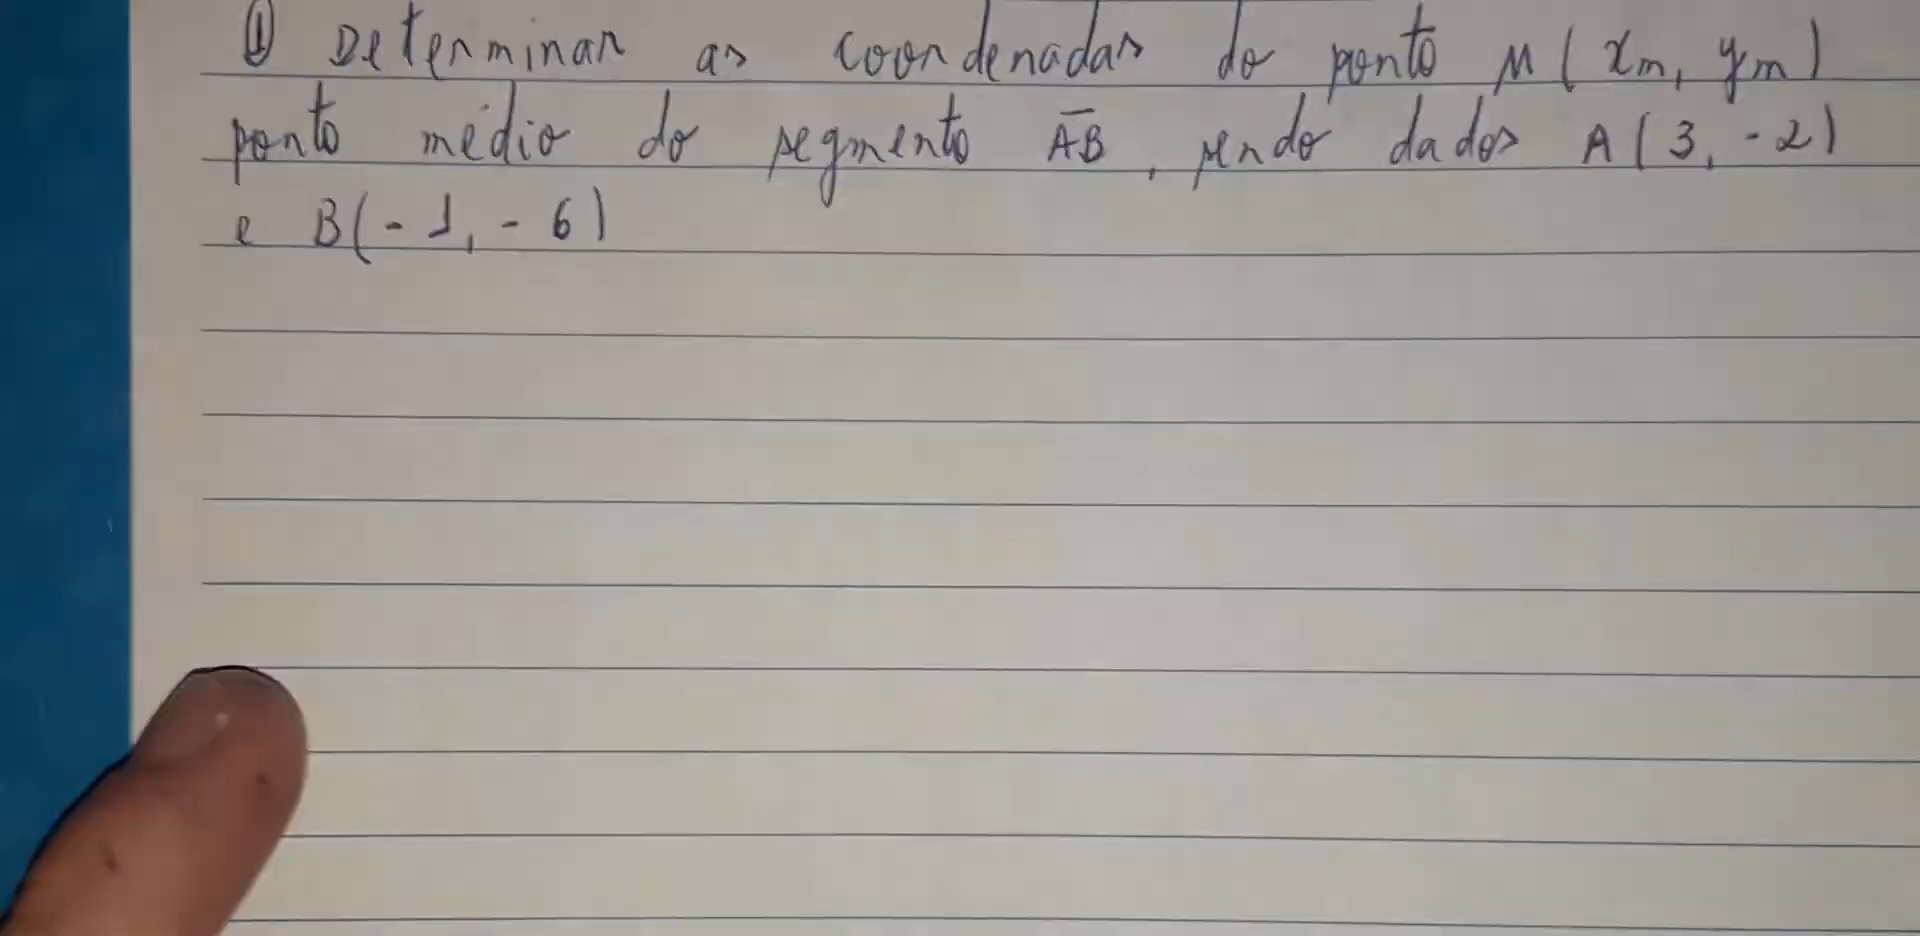 ① Determinar as coordenadas do ponto M(xm, ym)
ponto médio do segmento AB, sendo dados A(3, -2)
e B(-1, -6)